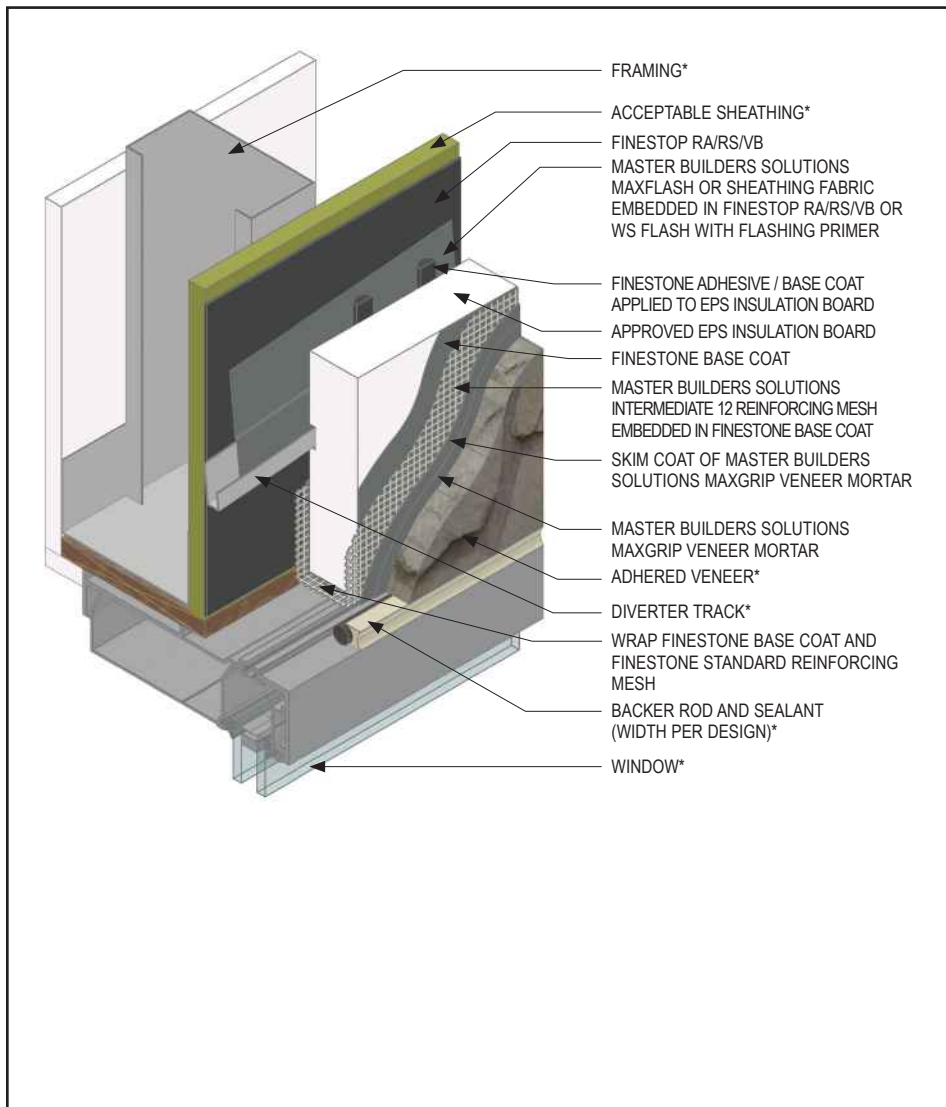 FRAMING*
ACCEPTABLE SHEATHING*
FINESTOP RA/RS/VB
MASTER BUILDERS SOLUTIONS
MAXFLASH OR SHEATHING FABRIC
EMBEDDED IN FINESTOP RA/RS/VB OR
WS FLASH WITH FLASHING PRIMER
FINESTONE ADHESIVE / BASE COAT
APPLIED TO EPS INSULATION BOARD
APPROVED EPS INSULATION BOARD
FINESTONE BASE COAT
MASTER BUILDERS SOLUTIONS
INTERMEDIATE 12 REINFORCING MESH
EMBEDDED IN FINESTONE BASE COAT
SKIM COAT OF MASTER BUILDERS
SOLUTIONS MAXGRIP VENEER MORTAR
MASTER BUILDERS SOLUTIONS
MAXGRIP VENEER MORTAR
ADHERED VENEER*
DIVERTER TRACK*
WRAP FINESTONE BASE COAT AND
FINESTONE STANDARD REINFORCING
MESH
BACKER ROD AND SEALANT
(WIDTH PER DESIGN)*
WINDOW*